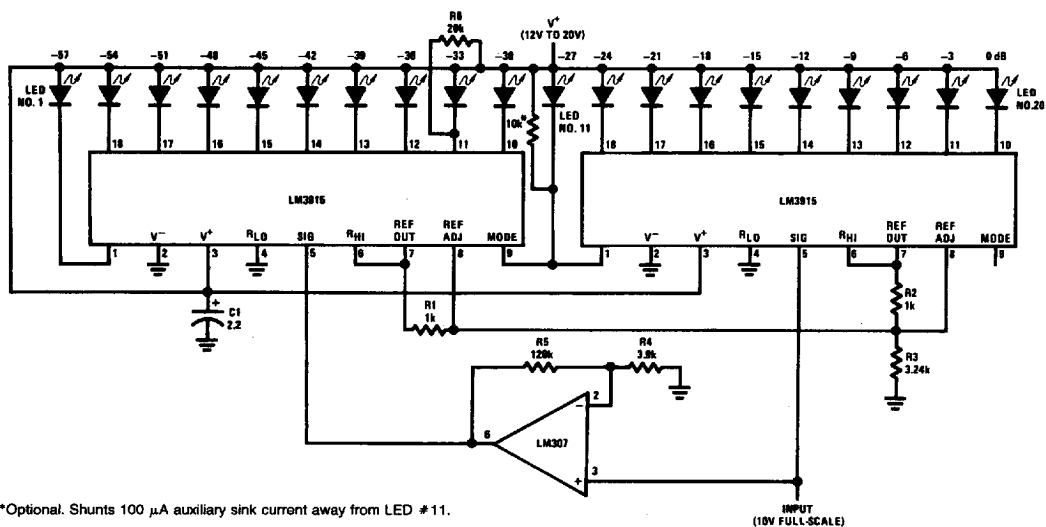 R6
20k
V+
(12V TO 20V)
−57 −54 −51 −48 −45 −42 −39 −36 −33 −30 −27 −24 −21 −18 −15 −12 −9 −6 −3 0 dB
LED
NO. 1
10k*
LED
NO. 11
LED
NO. 20
18 17 16 15 14 13 12 11 10 18 17 16 15 14 13 12 11 10
LM3915 LM3915
V− V+ RLO SIG RHI REF OUT REF ADJ MODE V− V+ RLO SIG RHI REF OUT REF ADJ MODE
1 2 3 4 5 6 7 8 9 1 2 3 4 5 6 7 8 9
+
C1
2.2
R1
1k
R2
1k
R3
3.24k
R5
120k
R4
3.9k
2
−
6
LM307
3
+
INPUT
(10V FULL-SCALE)
*Optional. Shunts 100 μA auxiliary sink current away from LED #11.